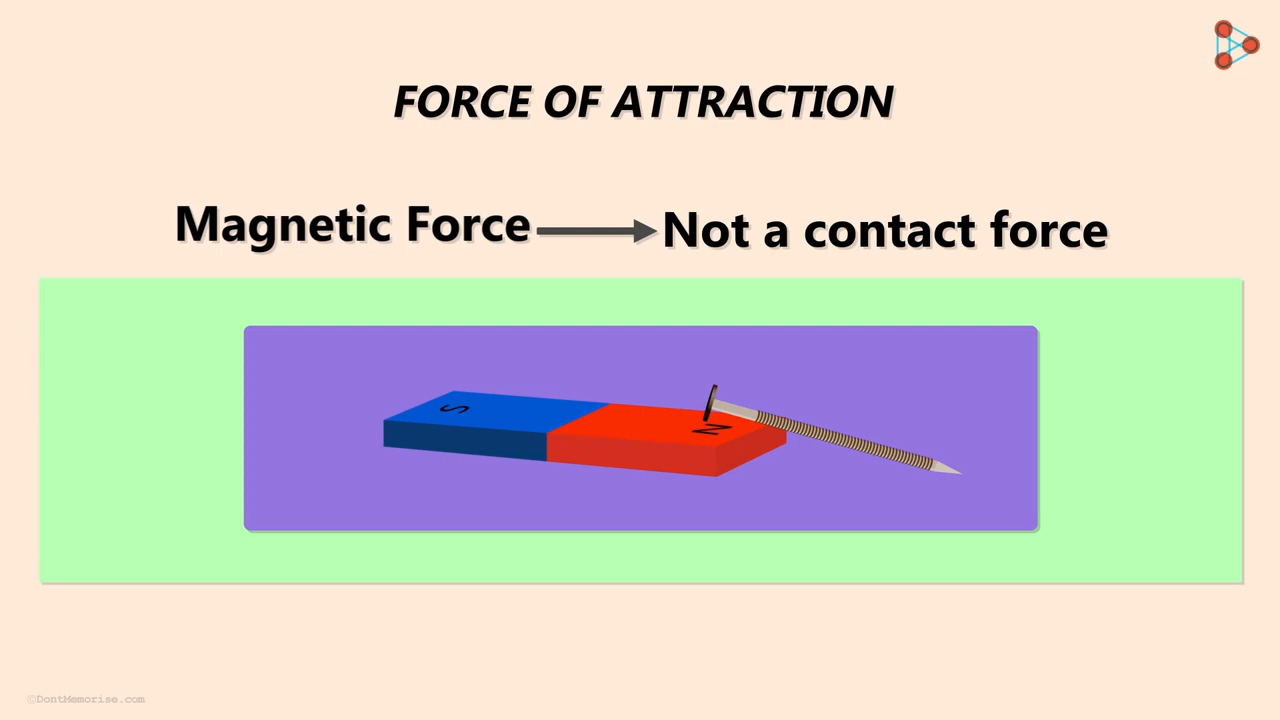 FORCE OF ATTRACTION
Magnetic Force Not a contact force
S
N
©DontMemorise.com